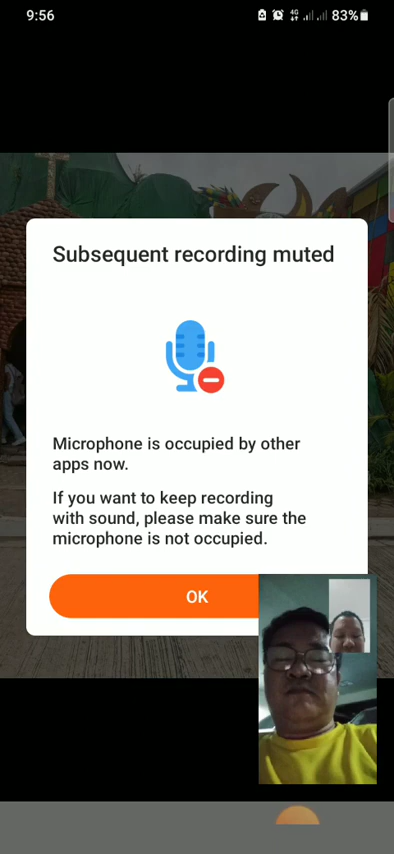 9:56
4G
83%
Subsequent recording muted
Microphone is occupied by other
apps now.
If you want to keep recording
with sound, please make sure the
microphone is not occupied.
OK